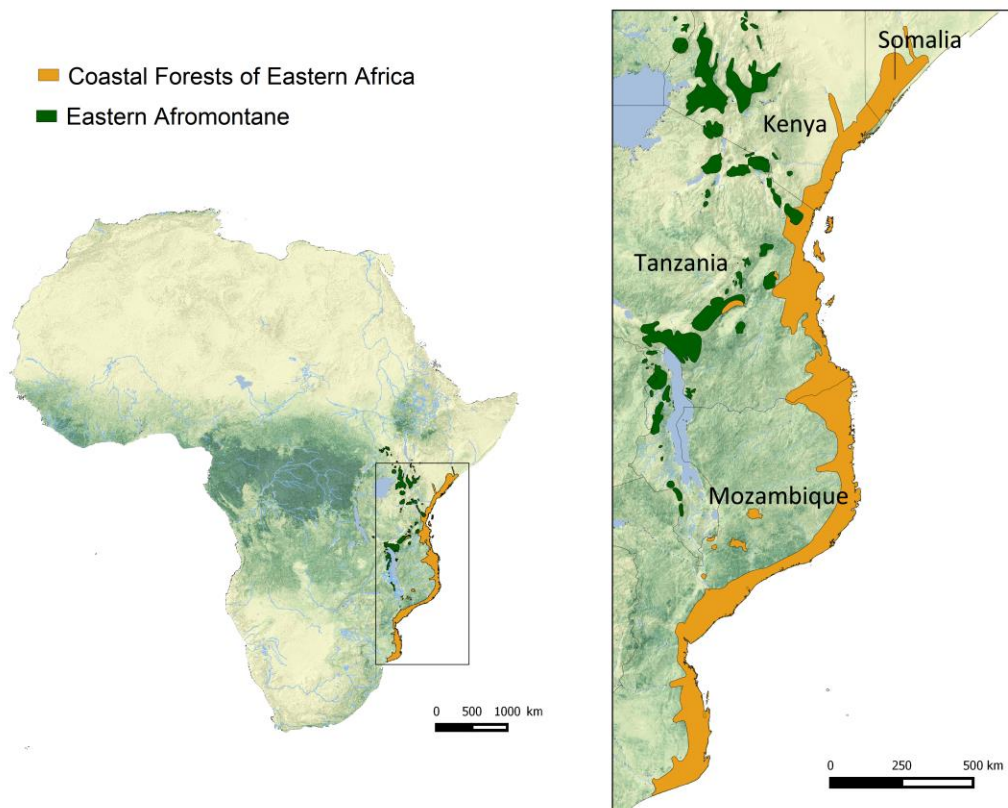 Coastal Forests of Eastern Africa
Eastern Afromontane
Somalia
Kenya
Tanzania
Mozambique
0 500 1000 km
0 250 500 km